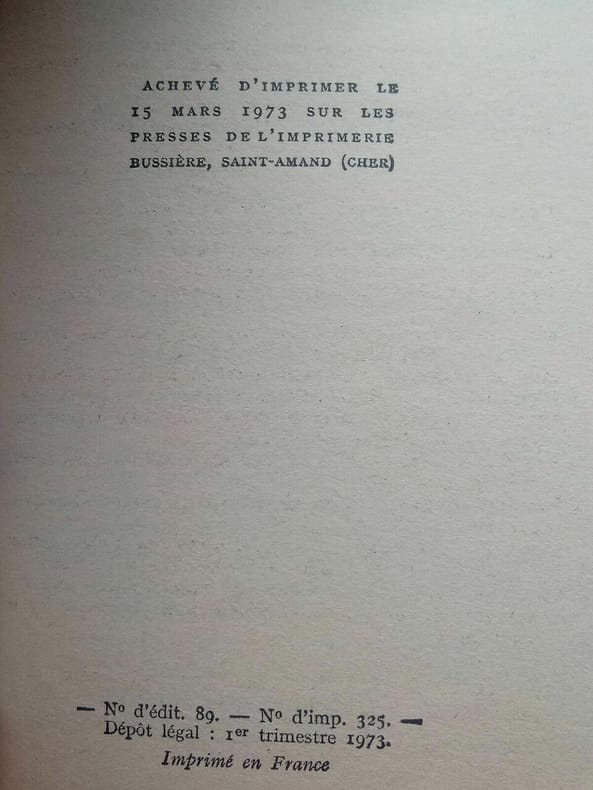 ACHEVÉ D'IMPRIMER LE
15 MARS 1973 SUR LES
PRESSES DE L'IMPRIMERIE
BUSSIÈRE, SAINT-AMAND (CHER)
— Nº d'édit. 89. — Nº d'imp. 325. —
Dépôt légal : 1er trimestre 1973.
Imprimé en France